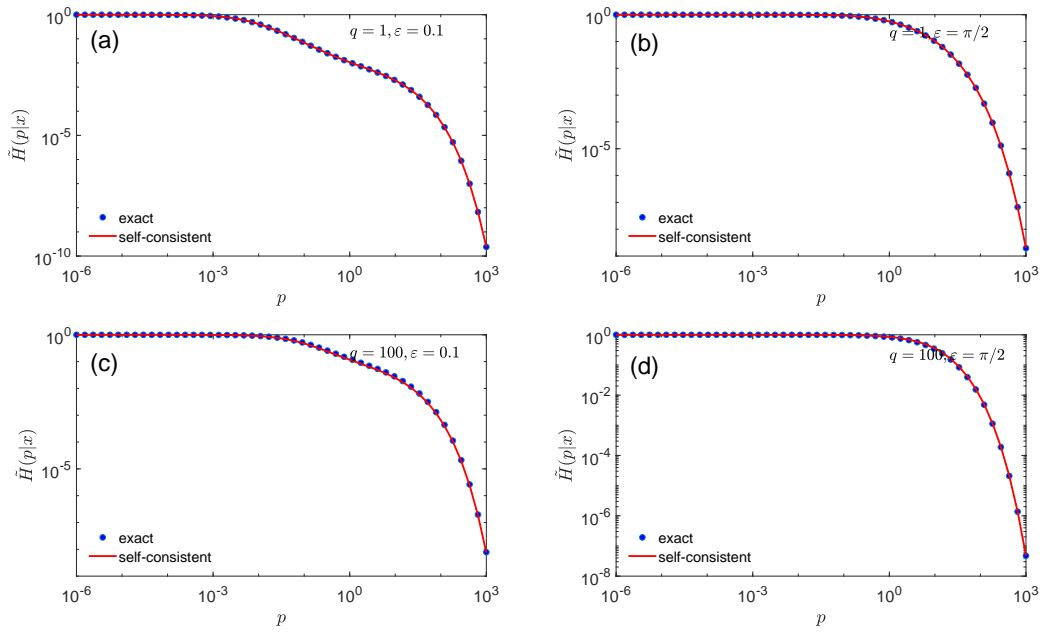 (a)
q = 1, ε = 0.1
10^0
10^-5
10^-10
H̃(p|x)
exact
self-consistent
10^-6 10^-3 10^0 10^3
p
(b)
q = 1, ε = π/2
10^0
10^-5
H̃(p|x)
exact
self-consistent
10^-6 10^-3 10^0 10^3
p
(c)
q = 100, ε = 0.1
10^0
10^-5
H̃(p|x)
exact
self-consistent
10^-6 10^-3 10^0 10^3
p
(d)
q = 100, ε = π/2
10^0
10^-2
10^-4
10^-6
10^-8
H̃(p|x)
exact
self-consistent
10^-6 10^-3 10^0 10^3
p